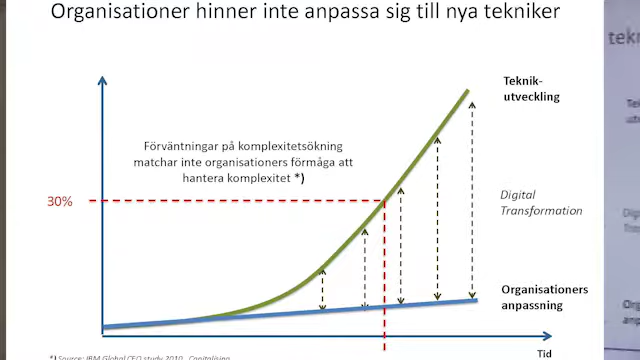 Organisationer hinner inte anpassa sig till nya tekniker
Teknik-
utveckling
Förväntningar på komplexitetsökning
matchar inte organisationers förmåga att
hantera komplexitet *)
30%
Digital
Transformation
Organisationers
anpassning
Tid
*) Source: IBM Global CEO study 2010, Capitalising